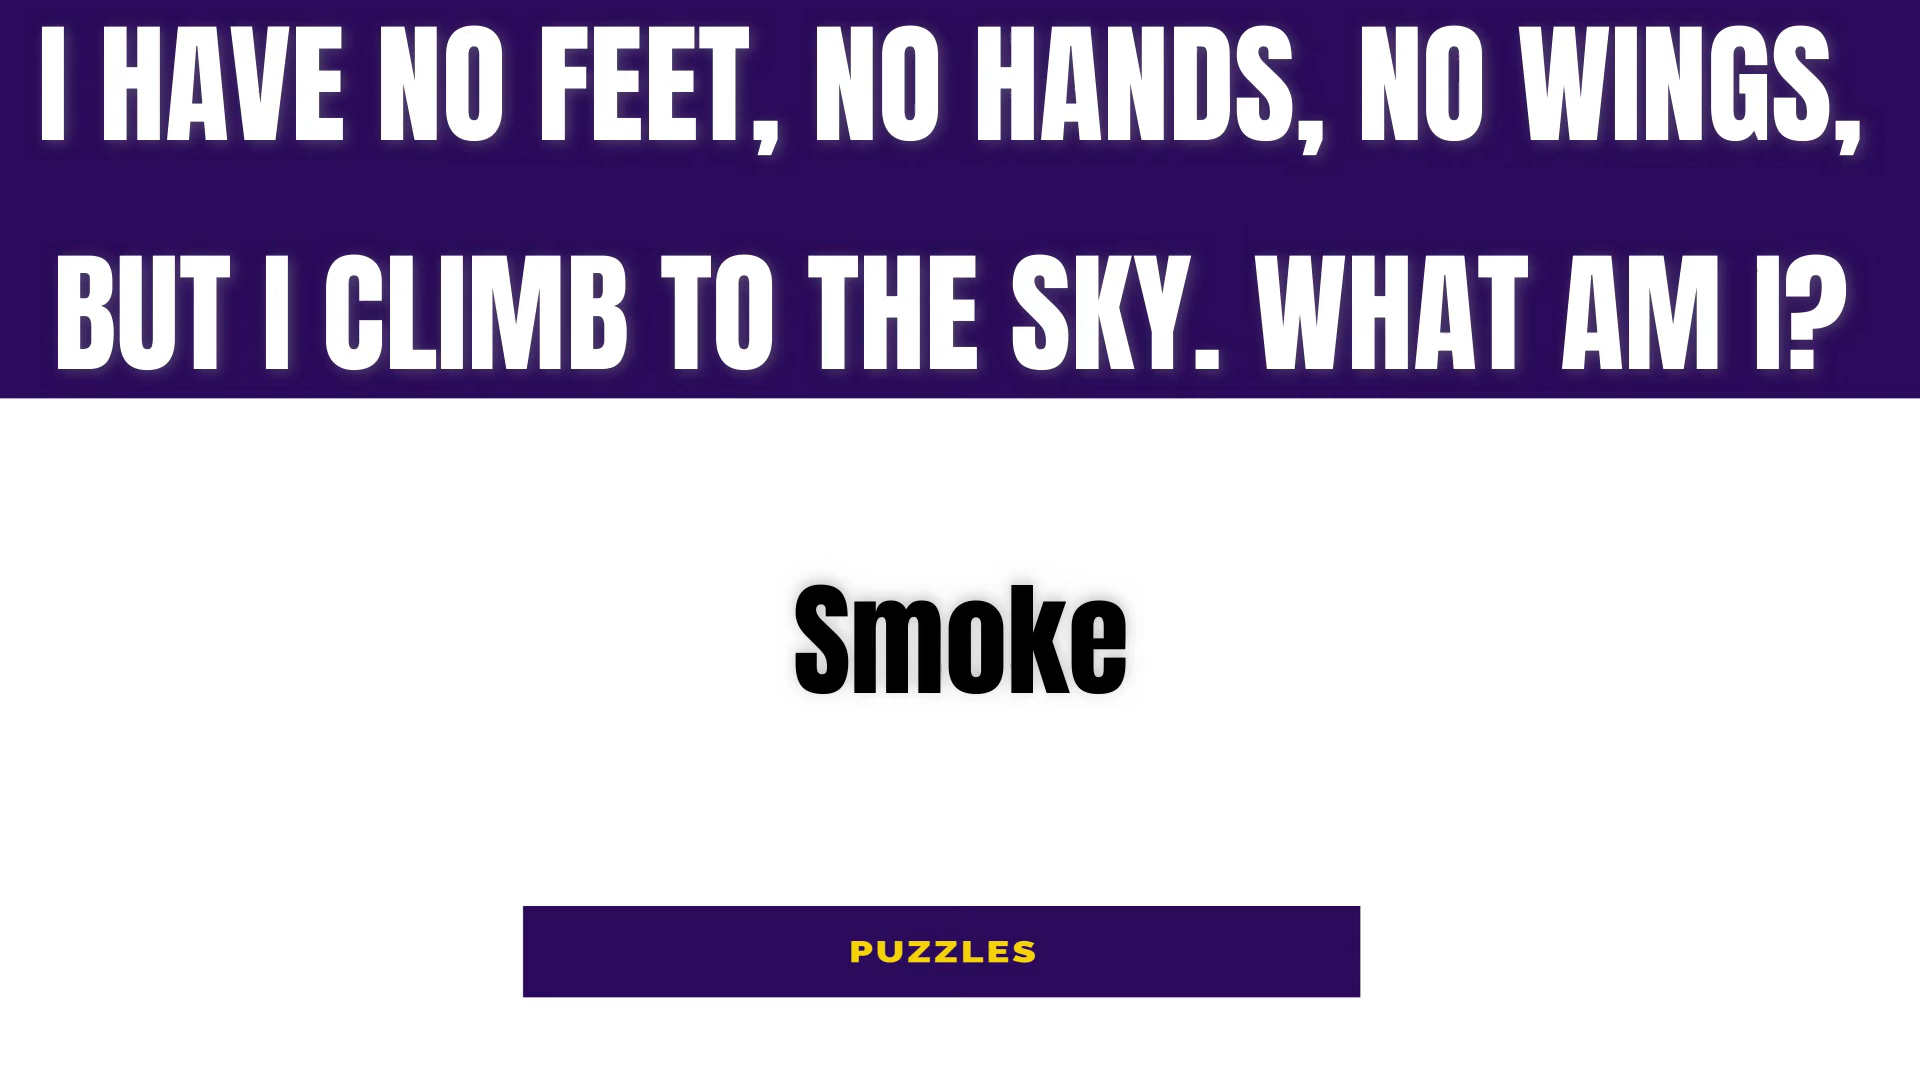 I HAVE NO FEET, NO HANDS, NO WINGS,
BUT I CLIMB TO THE SKY. WHAT AM I?
Smoke
PUZZLES